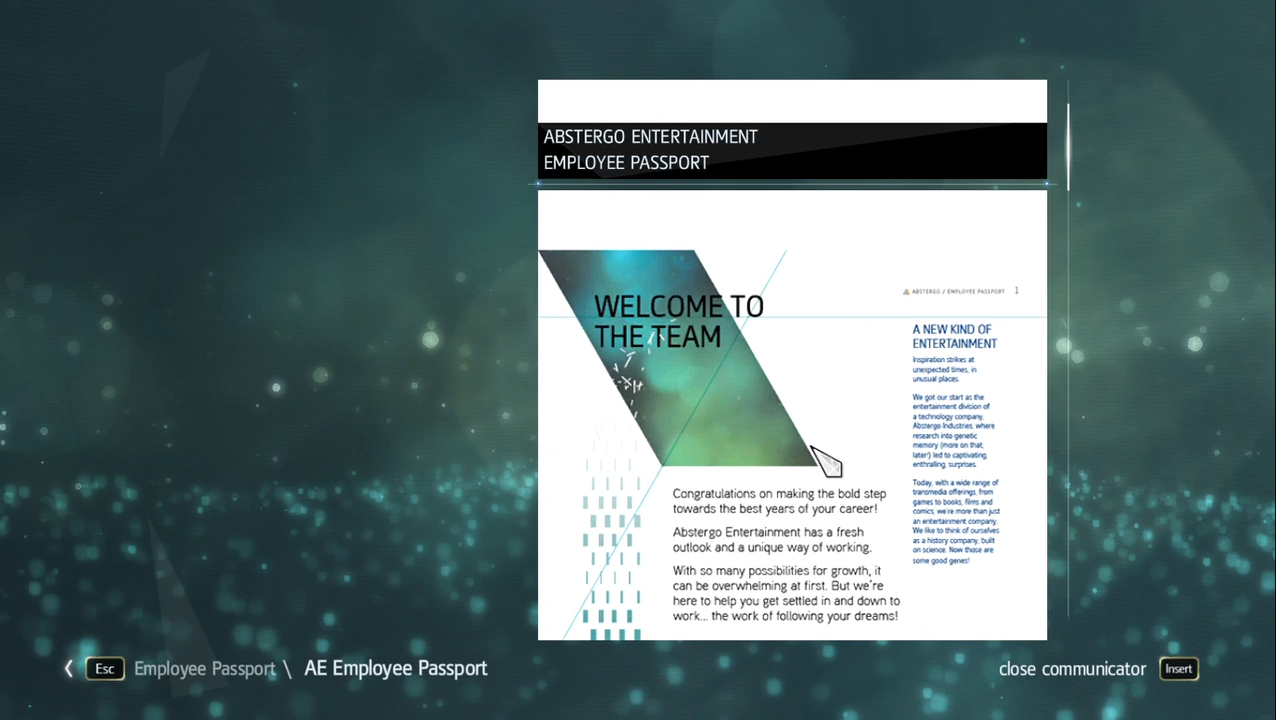 ABSTERGO ENTERTAINMENT
EMPLOYEE PASSPORT
WELCOME TO
THE TEAM
Congratulations on making the bold step
towards the best years of your career!
Abstergo Entertainment has a fresh
outlook and a unique way of working.
With so many possibilities for growth, it
can be overwhelming at first. But we're
here to help you get settled in and down to
work... the work of following your dreams!
ABSTERGO / EMPLOYEE PASSPORT 1
A NEW KIND OF
ENTERTAINMENT
Inspiration strikes at
unexpected times, in
unusual places.
We got our start as the
entertainment division of
a technology company,
Abstergo Industries, where
research into genetic
memory (more on that,
later!) led to captivating,
enthralling, surprises.
Today, with a wide range of
transmedia offerings, from
games to books, films and
comics, we're more than just
an entertainment company.
We like to think of ourselves
as a history company, built
on science. Now those are
some good genes!
Esc Employee Passport \ AE Employee Passport
close communicator Insert